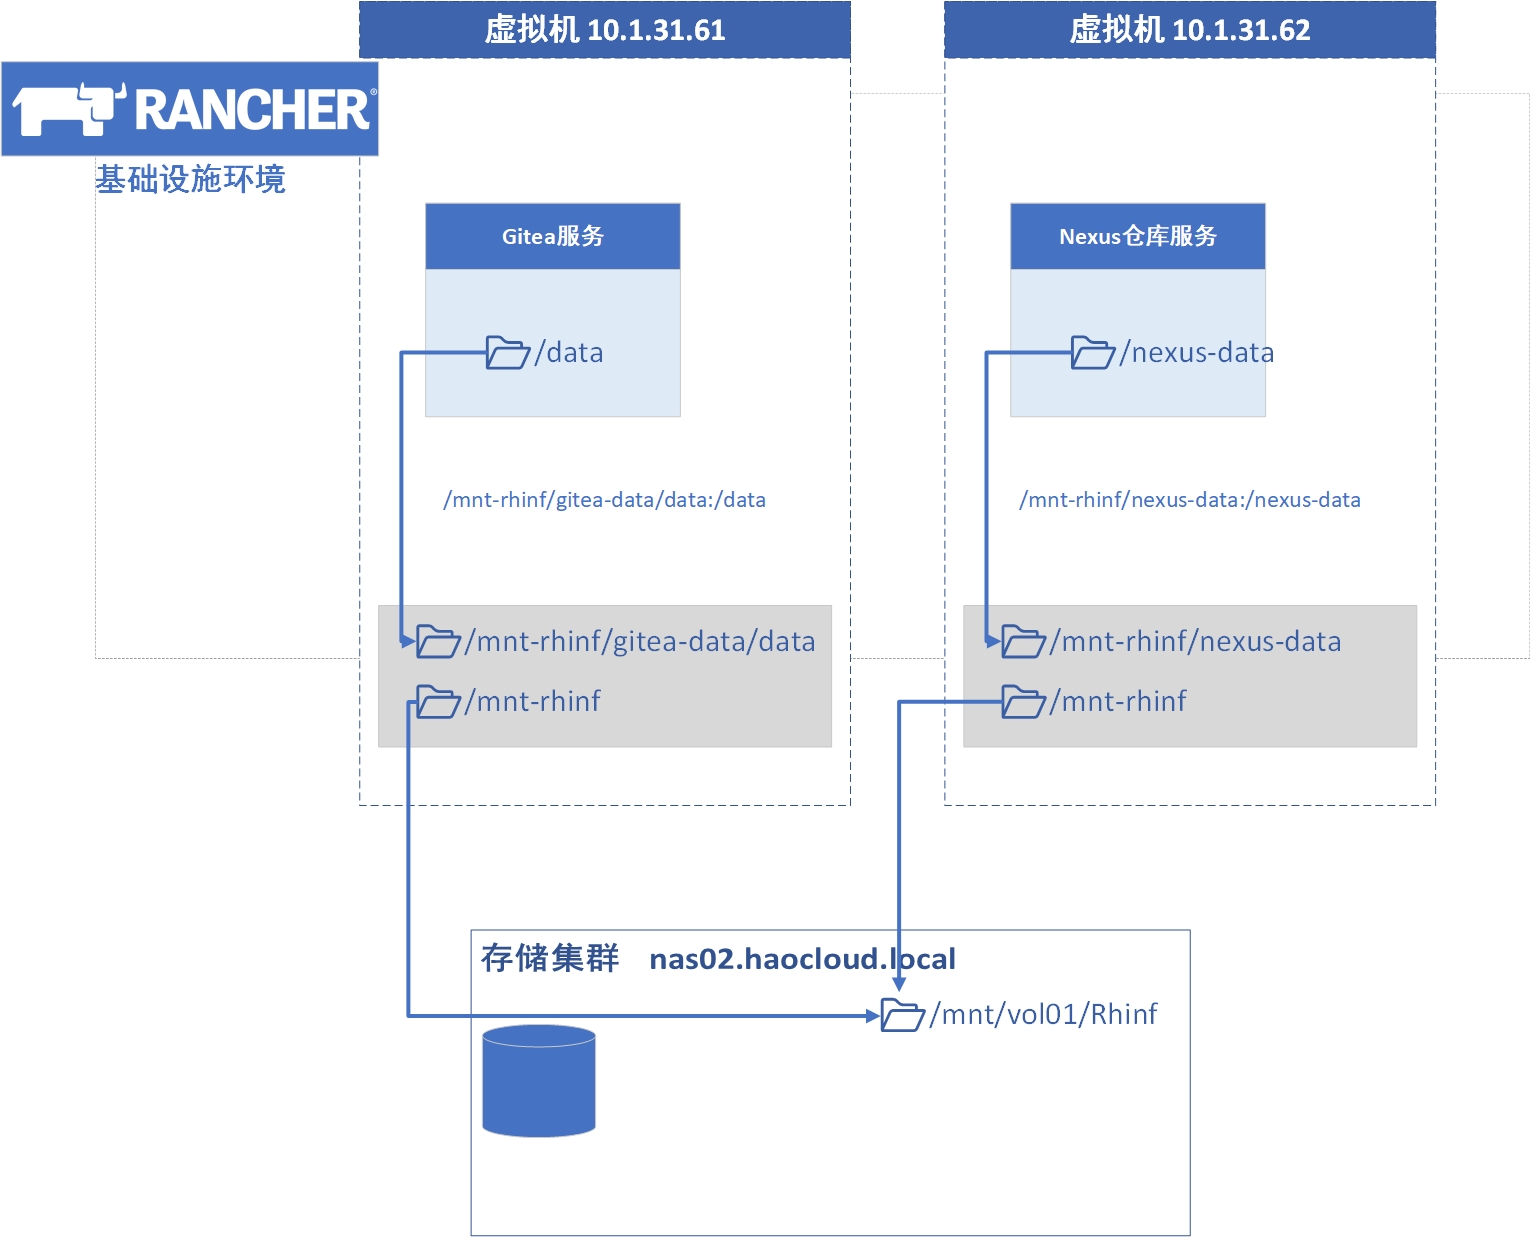 虚拟机 10.1.31.61
虚拟机 10.1.31.62
RANCHER®
基础设施环境
Gitea服务
Nexus仓库服务
/data
/nexus-data
/mnt-rhinf/gitea-data/data:/data
/mnt-rhinf/nexus-data:/nexus-data
/mnt-rhinf/gitea-data/data
/mnt-rhinf/nexus-data
/mnt-rhinf
/mnt-rhinf
存储集群 nas02.haocloud.local
/mnt/vol01/Rhinf